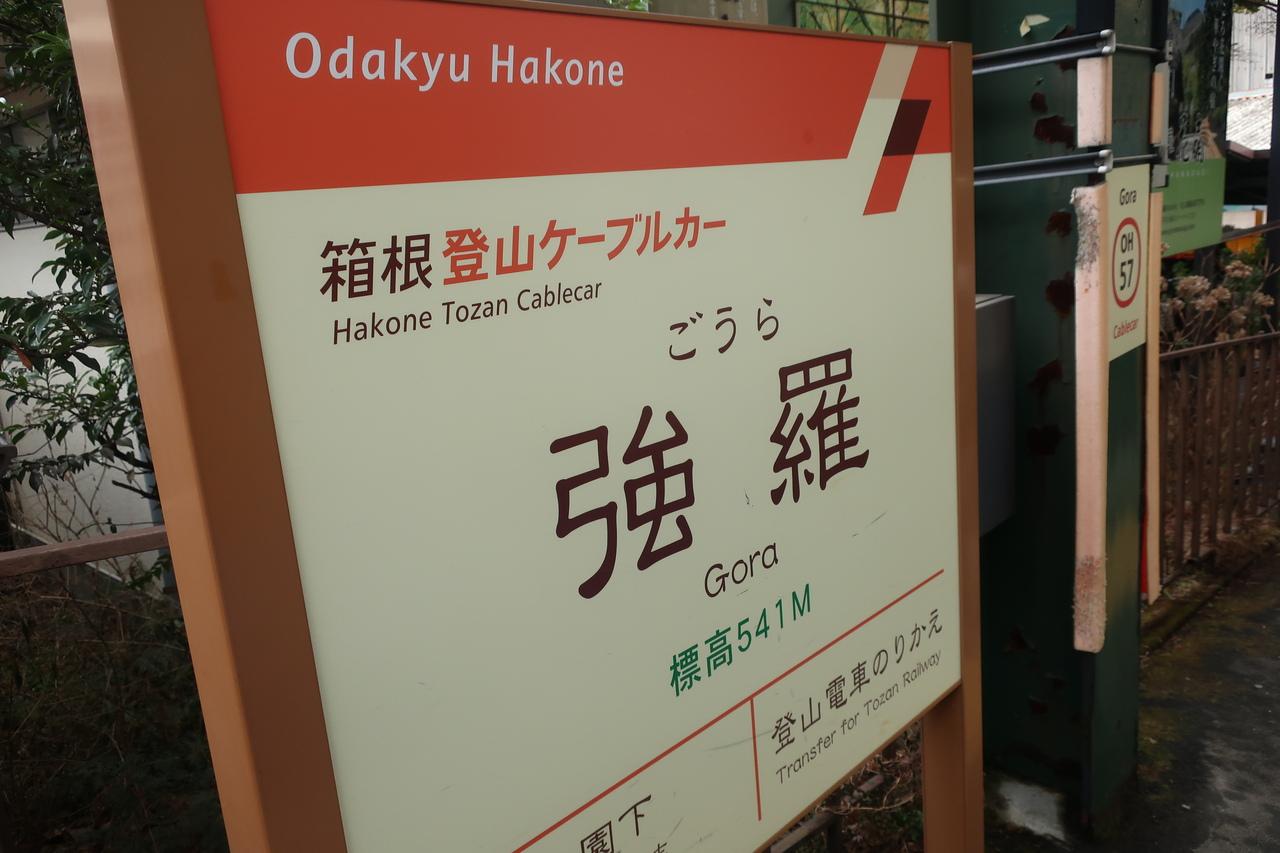 Odakyu Hakone
箱根登山ケーブルカー
Hakone Tozan Cablecar
ごうら
強羅
Gora
標高541M
登山電車のりかえ
Transfer for Tozan Railway
園下
Gora
OH
57
Cablecar